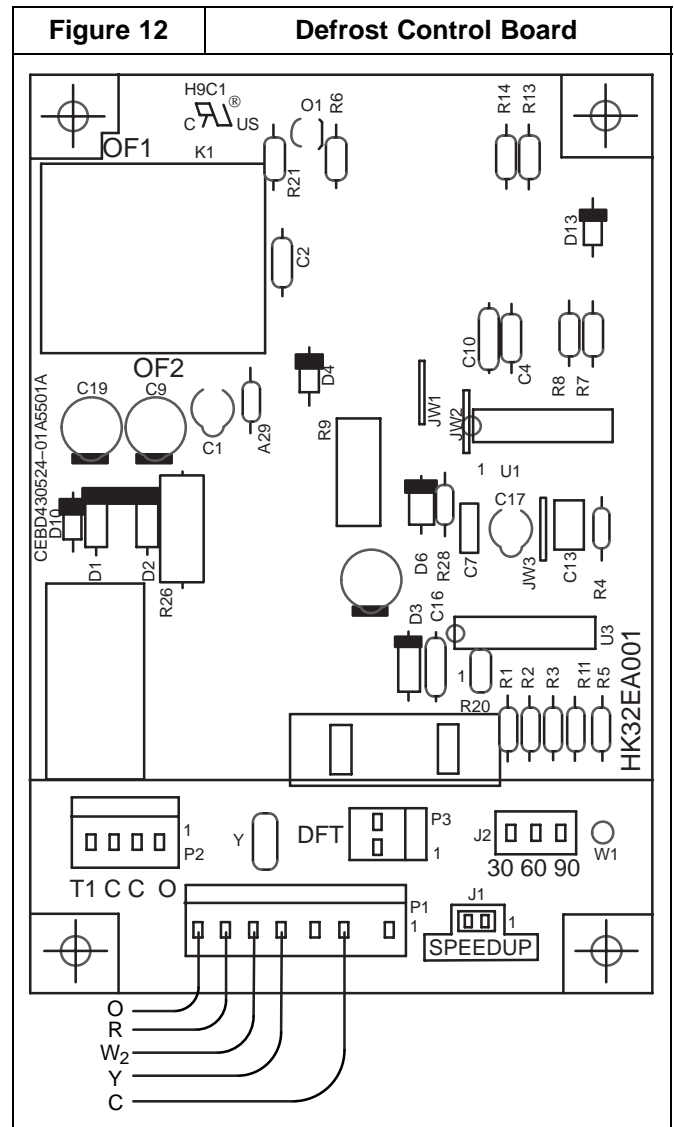 Figure 12 Defrost Control Board
H9C1
C US ®
O1
R6
R14
R13
OF1
K1
R21
D13
C2
C10
C4
R8
R7
OF2
D4
C19
C9
C1
A29
R9
JW1
JW2
1 U1
CEBD430524–01A5501A
D10
D1
D2
R26
D6
R28
C7
C17
JW3
C13
R4
D3
C16
U3
1
R20
R1
R2
R3
R11
R5
HK32EA001
1
P2
Y
DFT
P3
1
J2
W1
30 60 90
T1 C C O
P1
1
J1
1
SPEEDUP
O
R
W2
Y
C